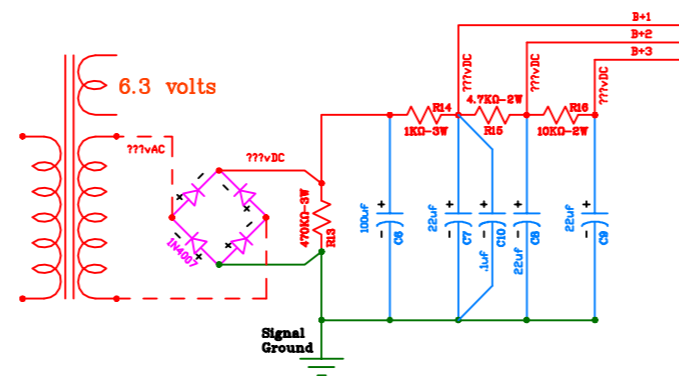 B+1
B+2
B+3
6.3 volts
???vAC
???vDC
???vDC
???vDC
???vDC
1N4007
470KΩ-3W
R13
R14
1KΩ-3W
4.7KΩ-2W
R15
R16
10KΩ-2W
100uf
C6
22uf
C7
.1uf
C10
22uf
C8
22uf
C9
+
-
+
-
+
-
+
-
+
-
+
-
+
-
+
-
+
-
Signal
Ground